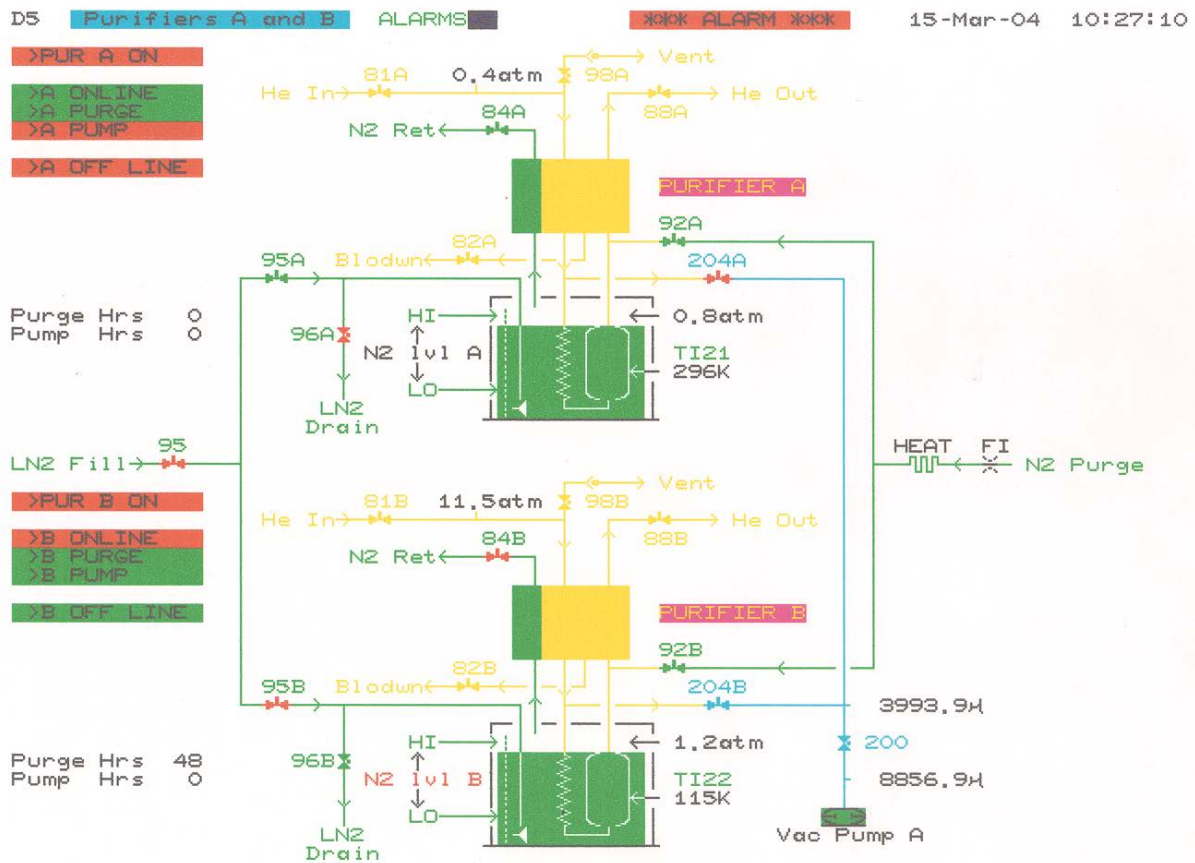 D5 Purifiers A and B ALARMS *** ALARM *** 15-Mar-04 10:27:10
>PUR A ON
Vent
81A 0.4atm 98A
He In He Out
88A
>A ONLINE
>A PURGE
>A PUMP
84A
N2 Ret
>A OFF LINE
PURIFIER A
92A
82A
95A Blodwn 204A
Purge Hrs 0
Pump Hrs 0
HI 0.8atm
96A N2 lvl A TI21
296K
LO
LN2
Drain
95 HEAT FI
LN2 Fill N2 Purge
>PUR B ON
Vent
81B 11.5atm 98B
He In He Out
88B
>B ONLINE
>B PURGE
>B PUMP
84B
N2 Ret
>B OFF LINE
PURIFIER B
92B
82B
95B Blodwn 204B
3993.9μ
HI 1.2atm 200
Purge Hrs 48
Pump Hrs 0
96B N2 lvl B TI22 8856.9μ
115K
LO
LN2
Drain
Vac Pump A